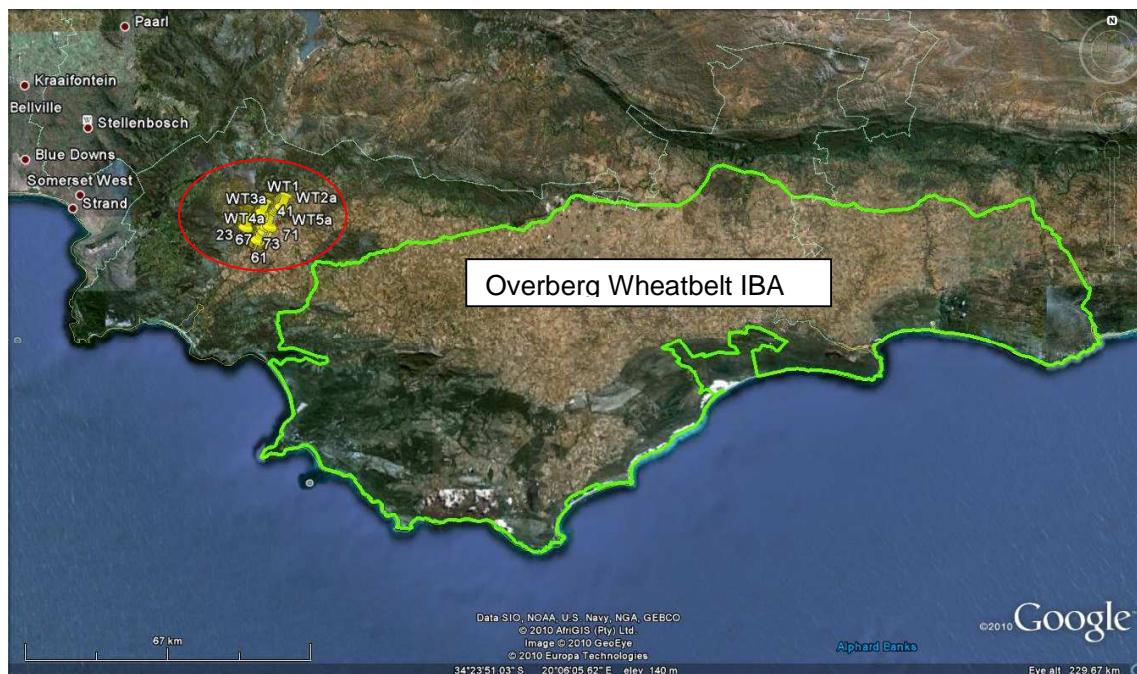 Paarl
N
Kraaifontein
Bellville
Stellenbosch
Blue Downs
Somerset West
Strand
WT1
WT3a
WT2a
41
WT4a
WT5a
23
67
71
73
61
Overberg Wheatbelt IBA
Data SIO, NOAA, U.S. Navy, NGA, GEBCO
© 2010 AfriGIS (Pty) Ltd.
Image © 2010 GeoEye
© 2010 Europa Technologies
©2010 Google
67 km
Alphard Banks
34°23'51.03" S 20°06'05.62" E elev 140 m
Eye alt 229.67 km